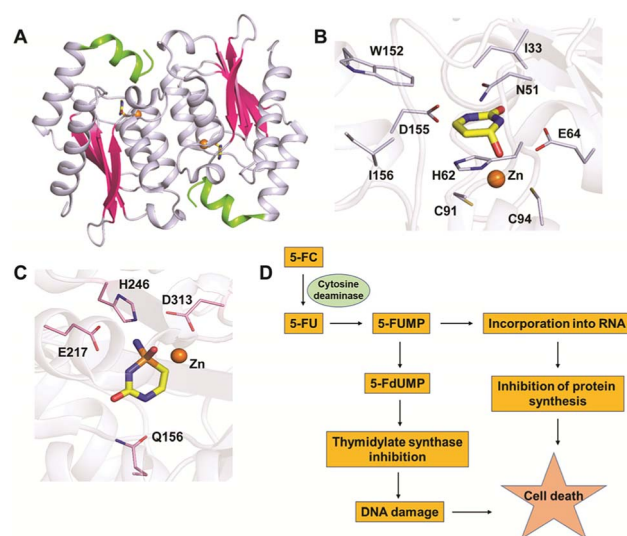 A
B
W152
I33
N51
D155
E64
I156
H62
Zn
C91
C94
C
H246
D313
E217
Zn
Q156
D
5-FC
Cytosine
deaminase
5-FU
5-FUMP
Incorporation into RNA
5-FdUMP
Inhibition of protein
synthesis
Thymidylate synthase
inhibition
Cell death
DNA damage